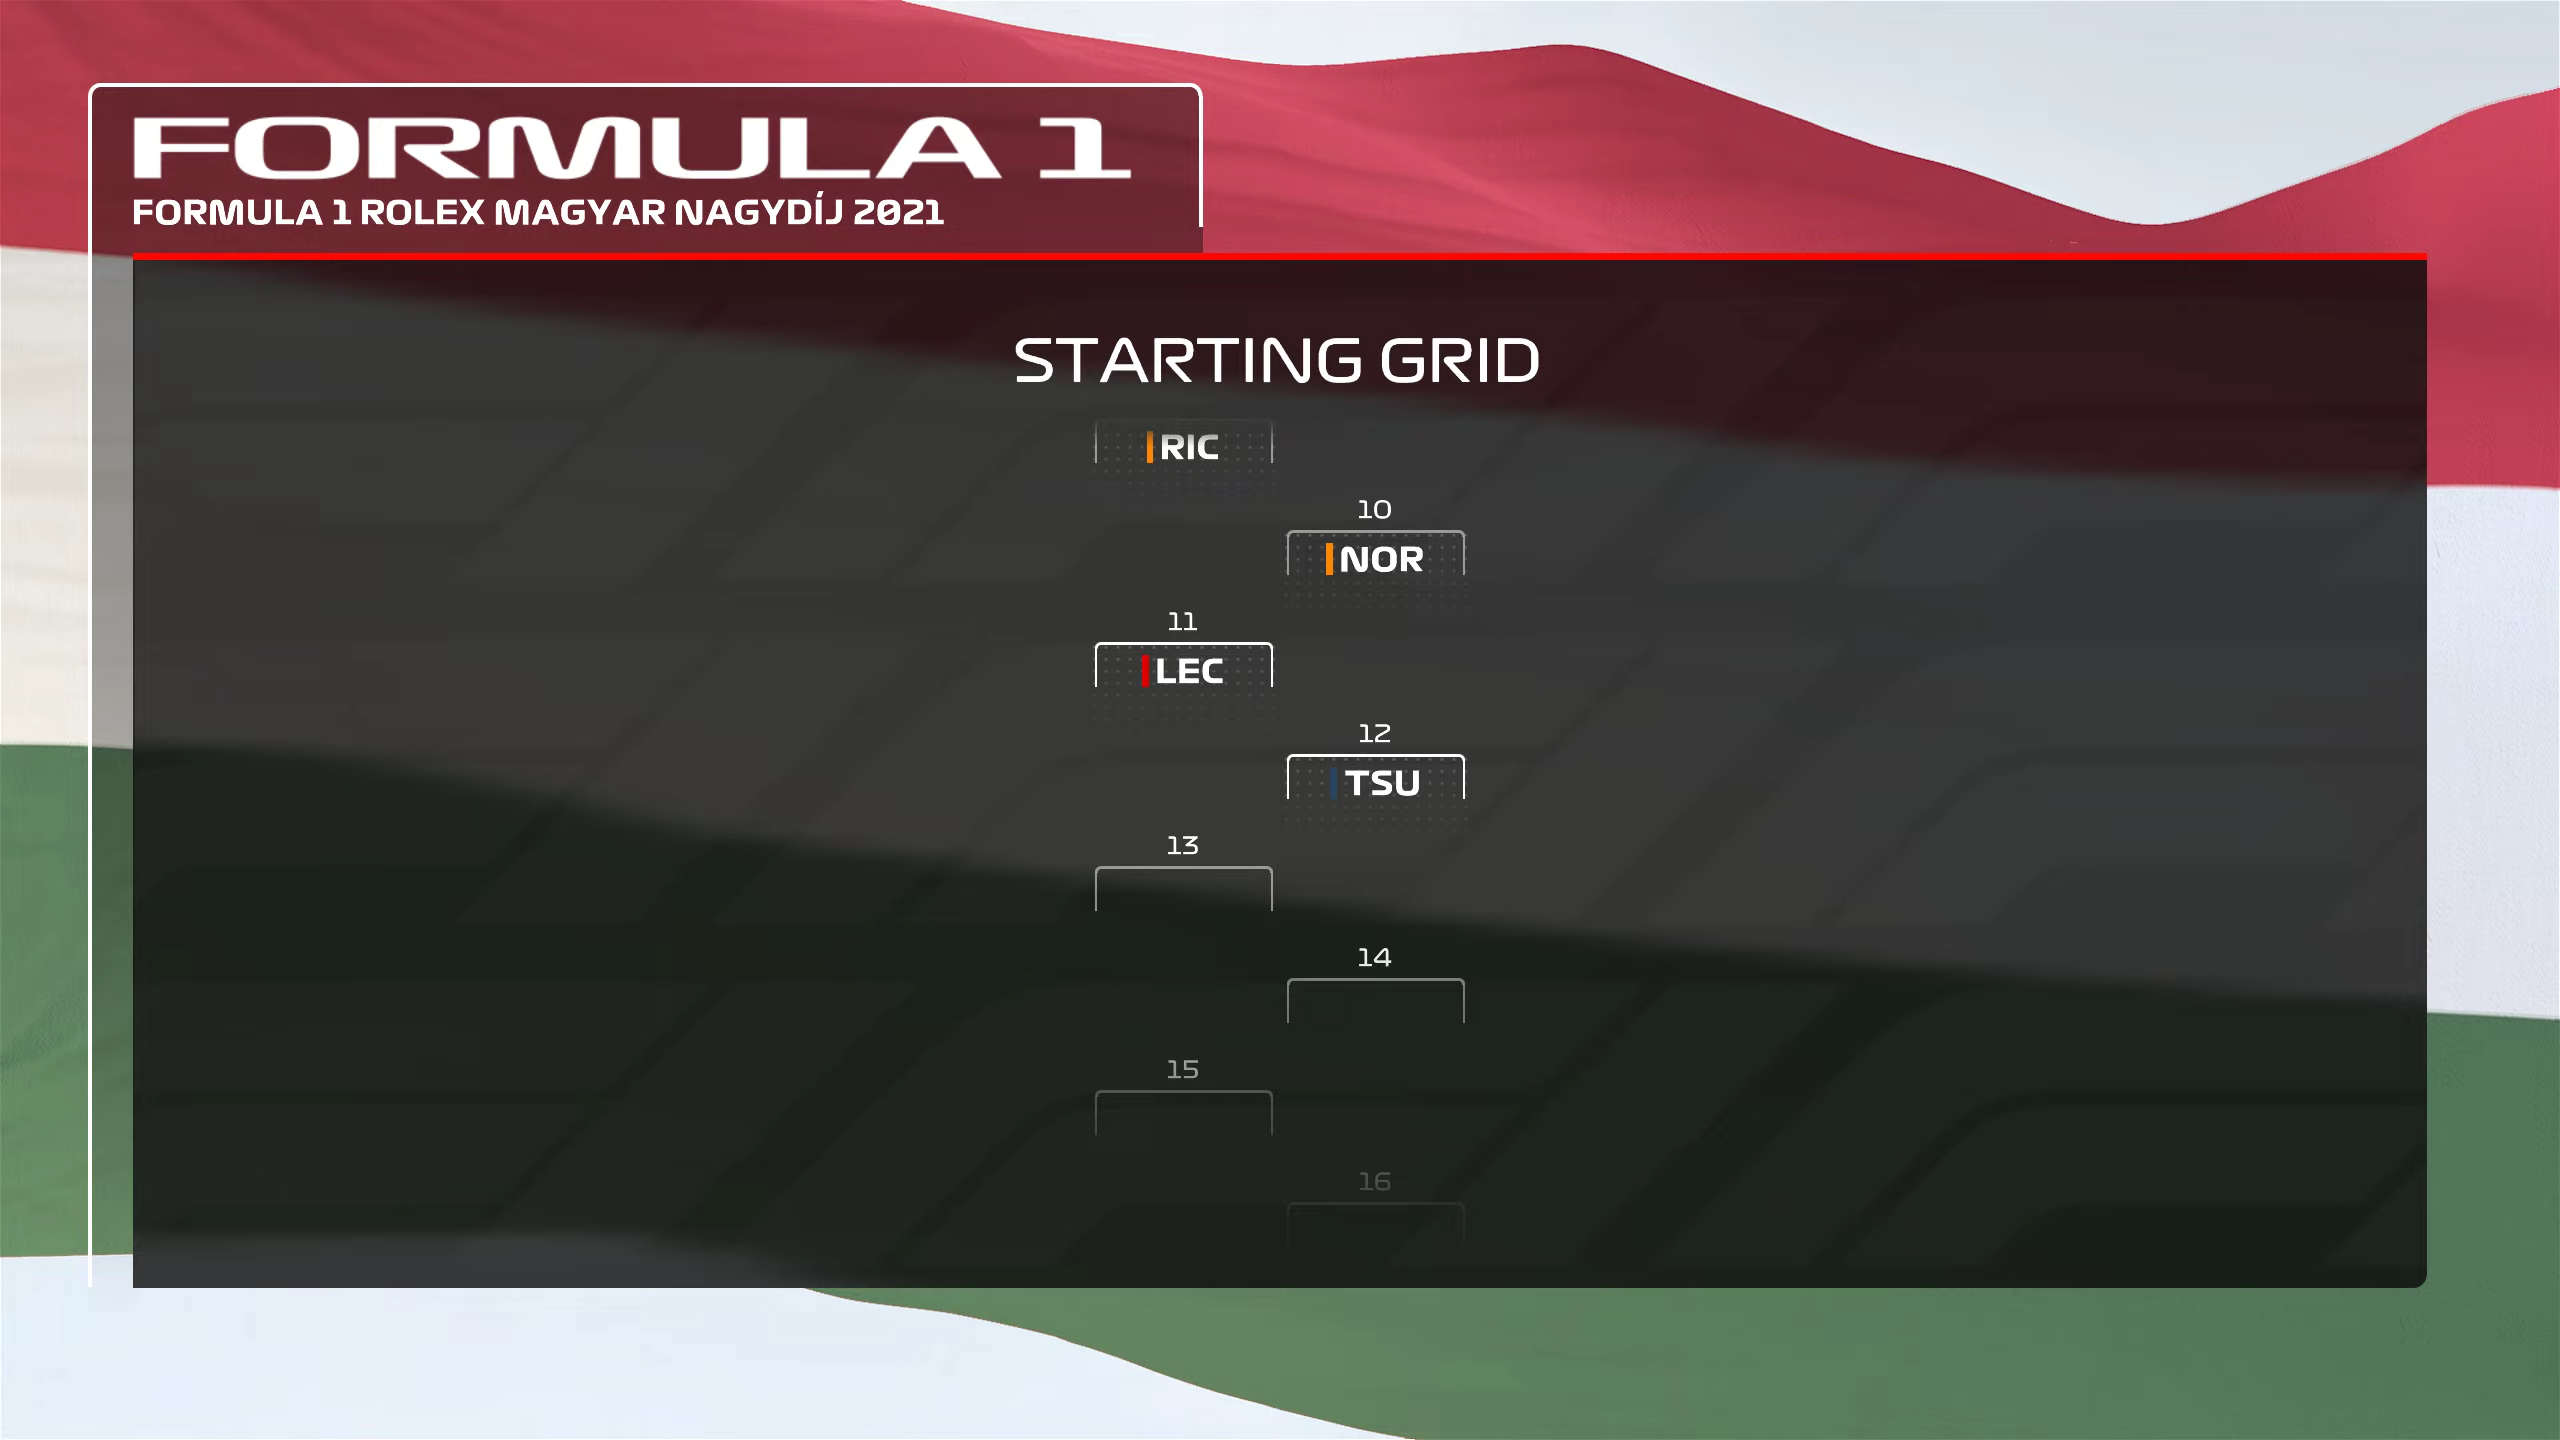 FORMULA 1
FORMULA 1 ROLEX MAGYAR NAGYDÍJ 2021
STARTING GRID
RIC
10
NOR
11
LEC
12
TSU
13
14
15
16